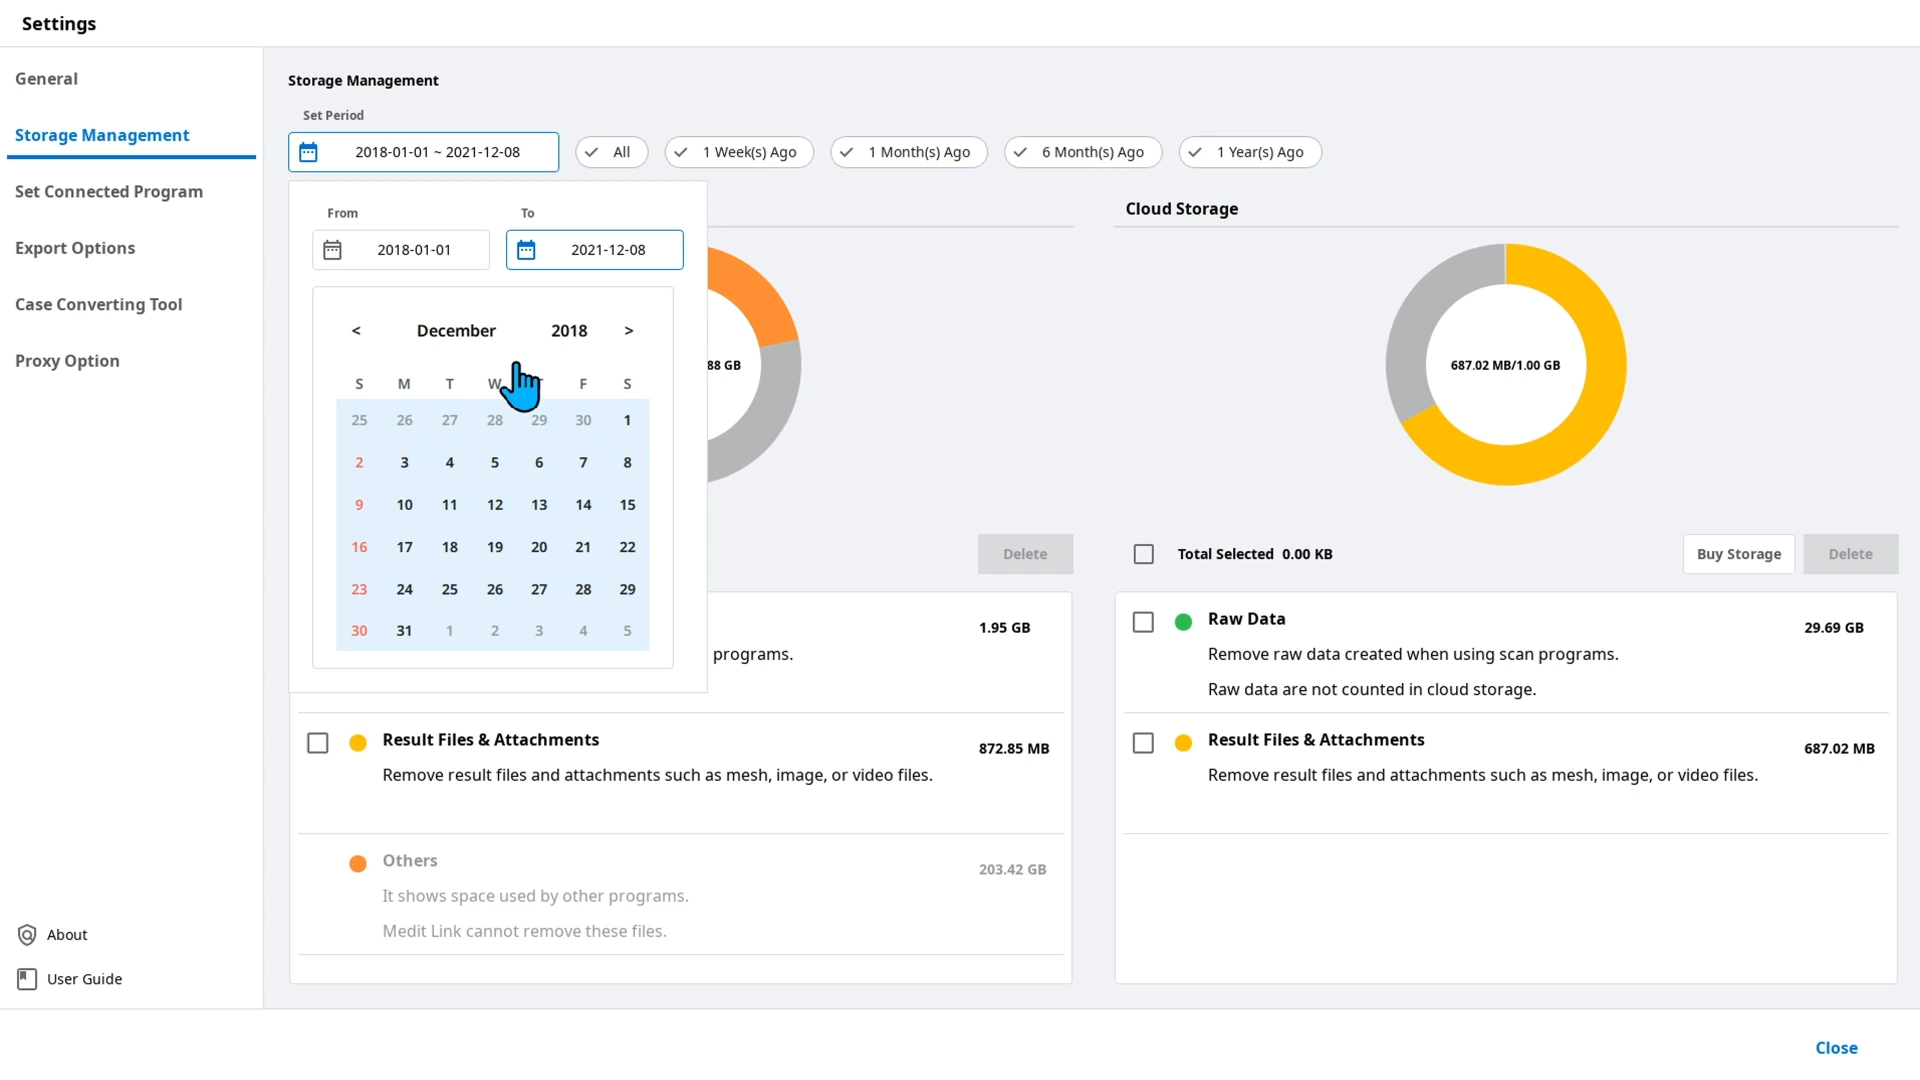 Settings
General
Storage Management
Set Connected Program
Export Options
Case Converting Tool
Proxy Option
About
User Guide
Storage Management
Set Period
2018-01-01 ~ 2021-12-08
All
1 Week(s) Ago
1 Month(s) Ago
6 Month(s) Ago
1 Year(s) Ago
From To
2018-01-01 2021-12-08
< December 2018 >
S M T W F S
25 26 27 28 29 30 1
2 3 4 5 6 7 8
9 10 11 12 13 14 15
16 17 18 19 20 21 22
23 24 25 26 27 28 29
30 31 1 2 3 4 5
88 GB
Delete
1.95 GB
programs.
Result Files & Attachments
872.85 MB
Remove result files and attachments such as mesh, image, or video files.
Others
203.42 GB
It shows space used by other programs.
Medit Link cannot remove these files.
Cloud Storage
687.02 MB/1.00 GB
Total Selected 0.00 KB
Buy Storage
Delete
Raw Data
29.69 GB
Remove raw data created when using scan programs.
Raw data are not counted in cloud storage.
Result Files & Attachments
687.02 MB
Remove result files and attachments such as mesh, image, or video files.
Close